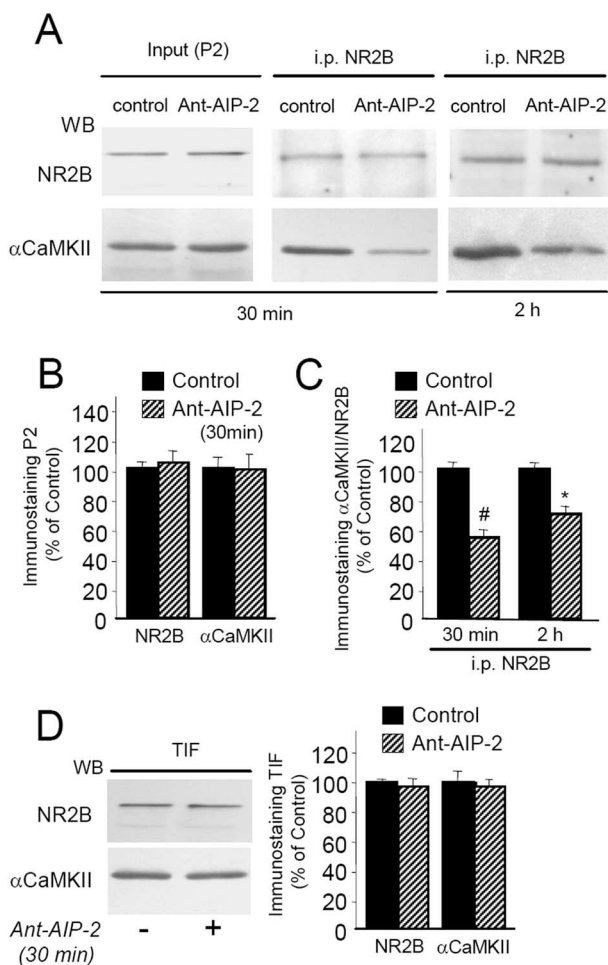 A
Input (P2) i.p. NR2B i.p. NR2B
control Ant-AIP-2 control Ant-AIP-2 control Ant-AIP-2
WB
NR2B
αCaMKII
30 min 2 h
B
Control
Ant-AIP-2
(30min)
Immunostaining P2
(% of Control)
140
120
100
80
60
40
20
0
NR2B αCaMKII
C
Control
Ant-AIP-2
Immunostaining αCaMKII/NR2B
(% of Control)
120
100
80
60
40
20
0
# *
30 min 2 h
i.p. NR2B
D
TIF
WB
NR2B
αCaMKII
Ant-AIP-2 - +
(30 min)
Control
Ant-AIP-2
Immunostaining TIF
(% of Control)
120
100
80
60
40
20
0
NR2B αCaMKII